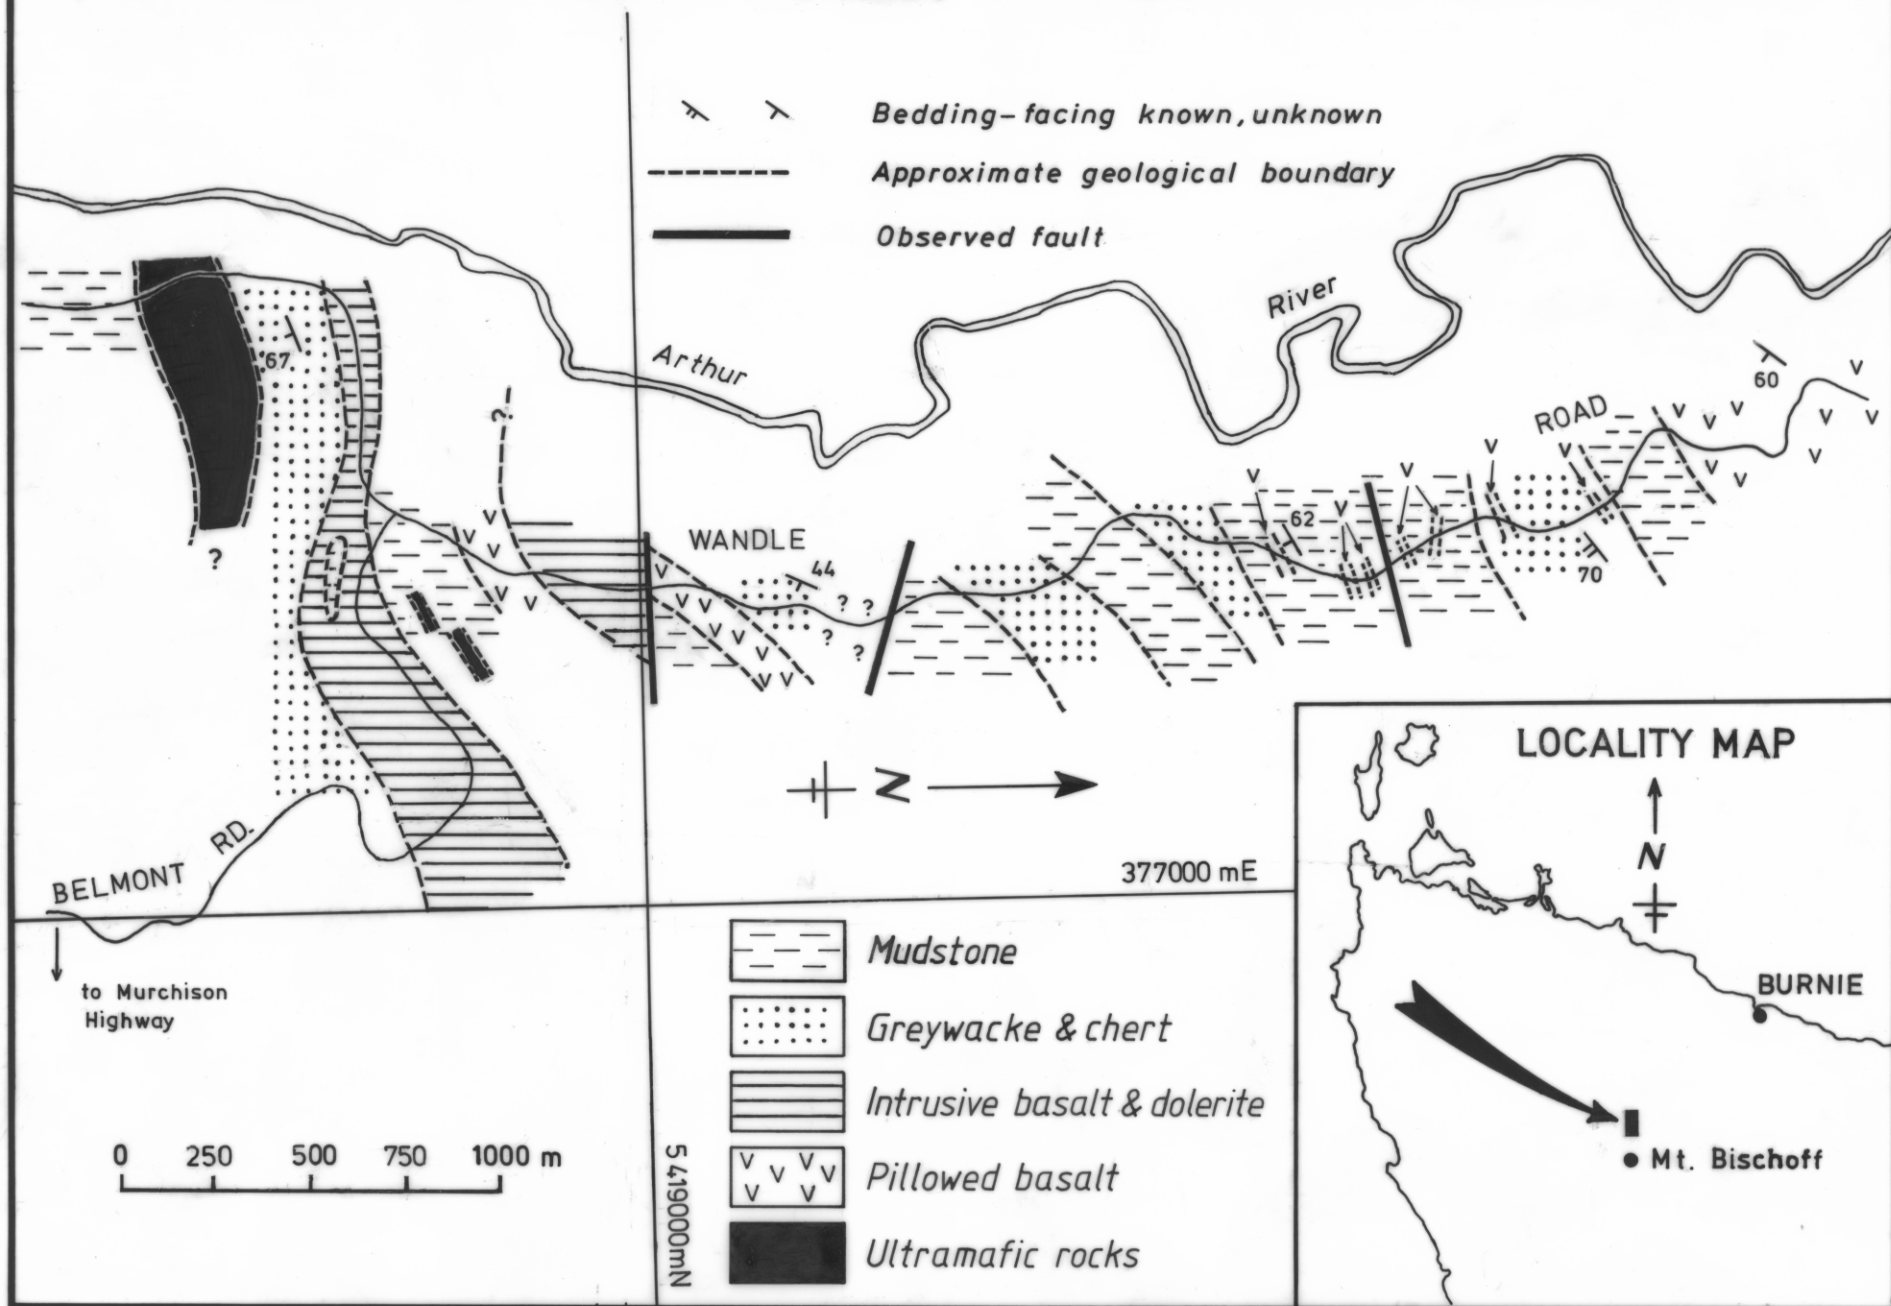 Bedding-facing known, unknown
Approximate geological boundary
Observed fault
River
Arthur
ROAD
WANDLE
67
?
?
44
? ?
?
?
62
60
70
V
N
377000 mE
BELMONT RD.
to Murchison
Highway
0 250 500 750 1000 m
5419000mN
Mudstone
Greywacke & chert
Intrusive basalt & dolerite
Pillowed basalt
Ultramafic rocks
LOCALITY MAP
N
BURNIE
Mt. Bischoff